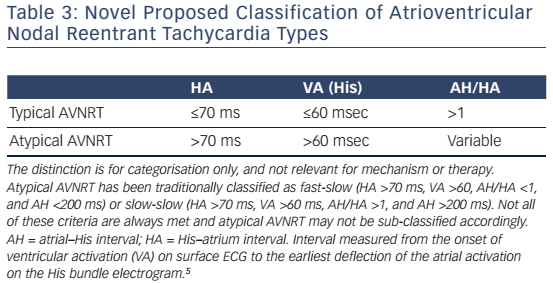 Table 3: Novel Proposed Classification of Atrioventricular
Nodal Reentrant Tachycardia Types
HA VA (His) AH/HA
Typical AVNRT ≤70 ms ≤60 msec >1
Atypical AVNRT >70 ms >60 msec Variable
The distinction is for categorisation only, and not relevant for mechanism or therapy.
Atypical AVNRT has been traditionally classified as fast-slow (HA >70 ms, VA >60, AH/HA <1,
and AH <200 ms) or slow-slow (HA >70 ms, VA >60 ms, AH/HA >1, and AH >200 ms). Not all
of these criteria are always met and atypical AVNRT may not be sub-classified accordingly.
AH = atrial–His interval; HA = His–atrium interval. Interval measured from the onset of
ventricular activation (VA) on surface ECG to the earliest deflection of the atrial activation
on the His bundle electrogram.⁵